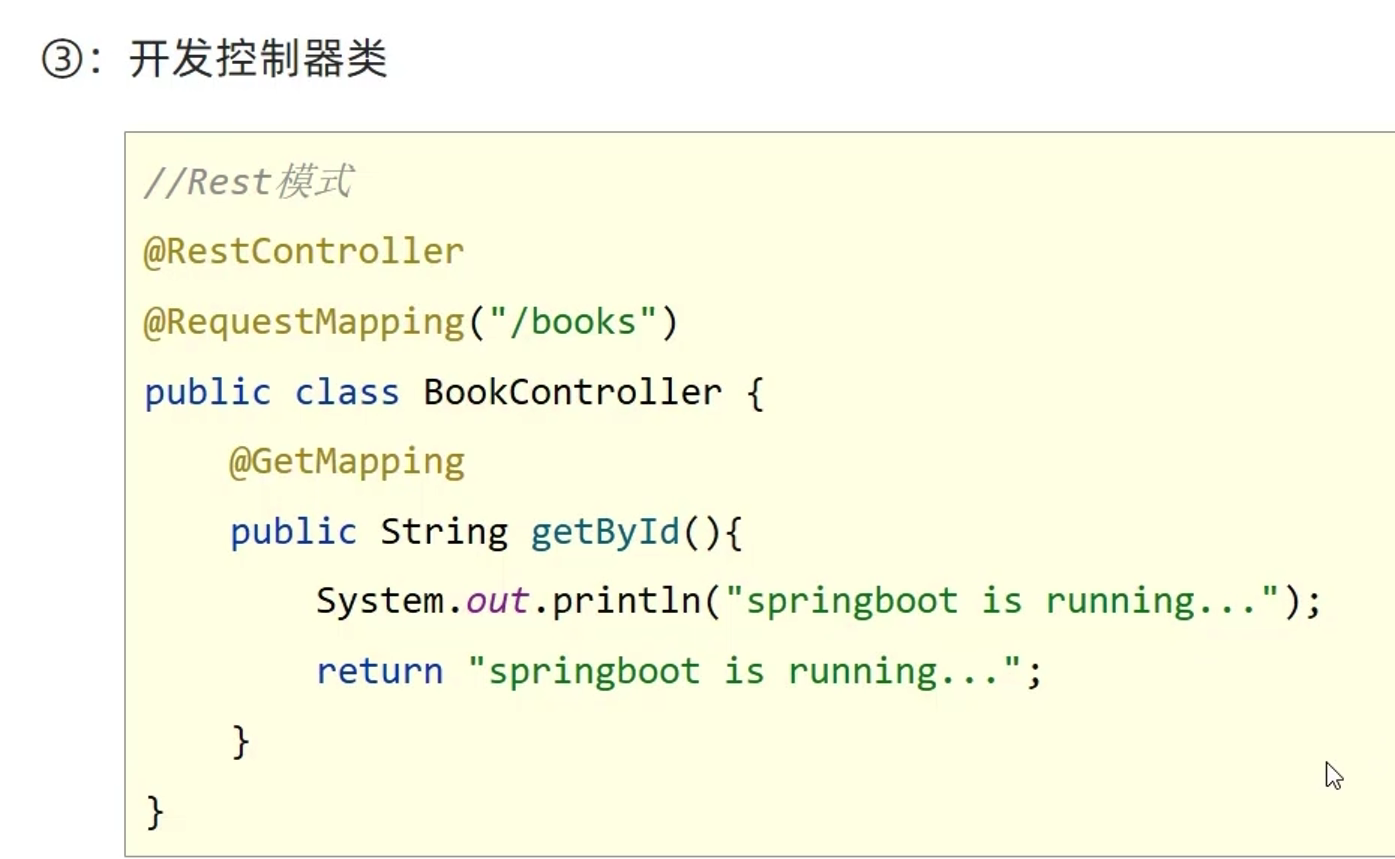 ③：开发控制器类
//Rest模式
@RestController
@RequestMapping("/books")
public class BookController {
    @GetMapping
    public String getById(){
        System.out.println("springboot is running...");
        return "springboot is running...";
    }
}